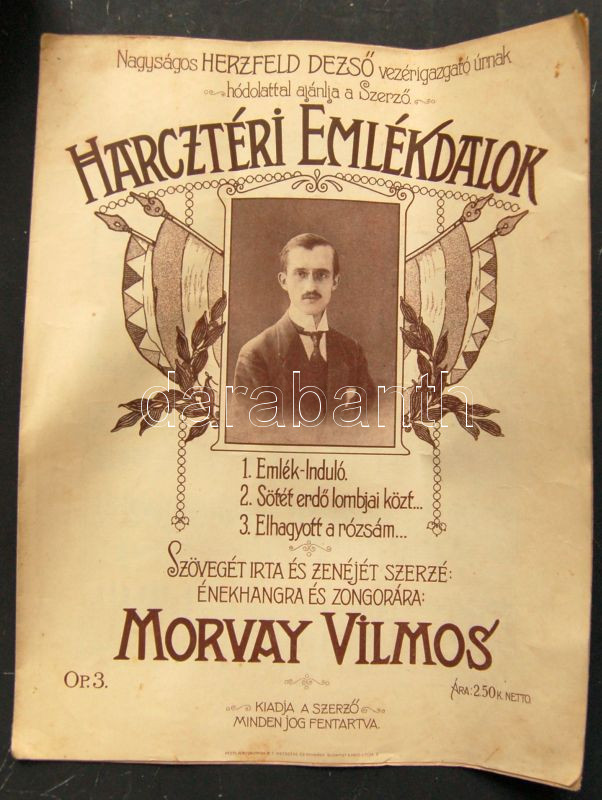 Nagyságos HERZFELD DEZSŐ vezérigazgató úrnak
hódolattal ajánlja a Szerző.
HARCZTÉRI EMLÉKDALOK
darabanth
1. Emlék-Induló.
2. Sötét erdő lombjai közt...
3. Elhagyott a rózsám...
SZÖVEGÉT IRTA ÉS ZENÉJÉT SZERZÉ:
ÉNEKHANGRA ÉS ZONGORÁRA:
MORVAY VILMOS
OP. 3.
ÁRA: 2.50 K. NETTO.
KIADJA A SZERZŐ
MINDEN JOG FENTARTVA.